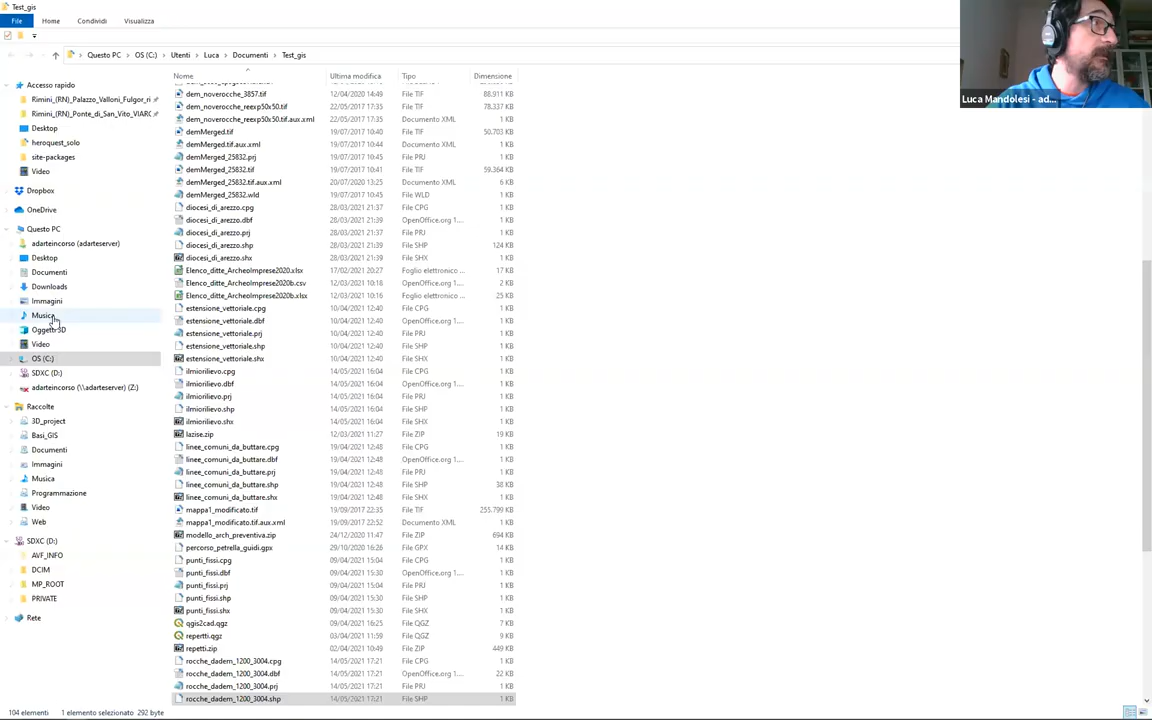 Test_gis
File Home Condividi Visualizza
Questo PC > OS (C:) > Utenti > Luca > Documenti > Test_gis
Luca Mandolesi - ad...
Nome Ultima modifica Tipo Dimensione
Accesso rapido
Rimini_(RN)_Palazzo_Valloni_Fulgor_ri
Rimini_(RN)_Ponte_di_San_Vito_VIARC
Desktop
heroquest_solo
site-packages
Video
Dropbox
OneDrive
Questo PC
adarteincorso (adarteserver)
Desktop
Documenti
Downloads
Immagini
Musica
Oggetti 3D
Video
OS (C:)
SDXC (D:)
adarteincorso (\\adarteserver) (Z:)
Raccolte
3D_project
Basi_GIS
Documenti
Immagini
Musica
Programmazione
Video
Web
SDXC (D:)
AVF_INFO
DCIM
MP_ROOT
PRIVATE
Rete
dem_noverocche_3857.tif 12/04/2020 14:49 File TIF 88.911 KB
dem_noverocche_reexp50x50.tif 22/05/2017 17:35 File TIF 78.337 KB
dem_noverocche_reexp50x50.tif.aux.xml 22/05/2017 17:35 Documento XML 1 KB
demMerged.tif 19/07/2017 10:40 File TIF 50.703 KB
demMerged.tif.aux.xml 19/07/2017 10:44 Documento XML 1 KB
demMerged_25832.prj 19/07/2017 10:45 File PRJ 1 KB
demMerged_25832.tif 19/07/2017 10:41 File TIF 59.364 KB
demMerged_25832.tif.aux.xml 20/07/2020 13:25 Documento XML 6 KB
demMerged_25832.wld 19/07/2017 10:45 File WLD 1 KB
diocesi_di_arezzo.cpg 28/03/2021 21:37 File CPG 1 KB
diocesi_di_arezzo.dbf 28/03/2021 21:39 OpenOffice.org 1.... 1 KB
diocesi_di_arezzo.prj 28/03/2021 21:37 File PRJ 1 KB
diocesi_di_arezzo.shp 28/03/2021 21:39 File SHP 124 KB
diocesi_di_arezzo.shx 28/03/2021 21:39 File SHX 1 KB
Elenco_ditte_ArcheoImprese2020.xlsx 17/02/2021 20:27 Foglio elettronico ... 17 KB
Elenco_ditte_ArcheoImprese2020b.csv 12/03/2021 10:18 OpenOffice.org 1.... 2 KB
Elenco_ditte_ArcheoImprese2020b.xlsx 12/03/2021 10:16 Foglio elettronico ... 25 KB
estensione_vettoriale.cpg 10/04/2021 12:40 File CPG 1 KB
estensione_vettoriale.dbf 10/04/2021 12:40 OpenOffice.org 1.... 1 KB
estensione_vettoriale.prj 10/04/2021 12:40 File PRJ 1 KB
estensione_vettoriale.shp 10/04/2021 12:40 File SHP 1 KB
estensione_vettoriale.shx 10/04/2021 12:40 File SHX 1 KB
ilmiorilievo.cpg 14/05/2021 16:04 File CPG 1 KB
ilmiorilievo.dbf 14/05/2021 16:04 OpenOffice.org 1.... 1 KB
ilmiorilievo.prj 14/05/2021 16:04 File PRJ 1 KB
ilmiorilievo.shp 14/05/2021 16:04 File SHP 1 KB
ilmiorilievo.shx 14/05/2021 16:04 File SHX 1 KB
lazise.zip 12/03/2021 11:27 File ZIP 19 KB
linee_comuni_da_buttare.cpg 19/04/2021 12:48 File CPG 1 KB
linee_comuni_da_buttare.dbf 19/04/2021 12:48 OpenOffice.org 1.... 1 KB
linee_comuni_da_buttare.prj 19/04/2021 12:48 File PRJ 1 KB
linee_comuni_da_buttare.shp 19/04/2021 12:48 File SHP 38 KB
linee_comuni_da_buttare.shx 19/04/2021 12:48 File SHX 1 KB
mappa1_modificato.tif 19/09/2017 22:35 File TIF 255.799 KB
mappa1_modificato.tif.aux.xml 19/09/2017 22:52 Documento XML 1 KB
modello_arch_preventiva.zip 24/12/2020 11:47 File ZIP 694 KB
percorso_petrella_guidi.gpx 29/10/2020 16:26 File GPX 14 KB
punti_fissi.cpg 09/04/2021 15:04 File CPG 1 KB
punti_fissi.dbf 09/04/2021 15:30 OpenOffice.org 1.... 1 KB
punti_fissi.prj 09/04/2021 15:04 File PRJ 1 KB
punti_fissi.shp 09/04/2021 15:30 File SHP 1 KB
punti_fissi.shx 09/04/2021 15:30 File SHX 1 KB
qgis2cad.qgz 09/04/2021 16:25 File QGZ 7 KB
repertti.qgz 03/04/2021 11:59 File QGZ 9 KB
repetti.zip 02/04/2021 10:49 File ZIP 449 KB
rocche_dadem_1200_3004.cpg 14/05/2021 17:21 File CPG 1 KB
rocche_dadem_1200_3004.dbf 14/05/2021 17:21 OpenOffice.org 1.... 22 KB
rocche_dadem_1200_3004.prj 14/05/2021 17:21 File PRJ 1 KB
rocche_dadem_1200_3004.shp 14/05/2021 17:21 File SHP 1 KB
104 elementi 1 elemento selezionato 292 byte